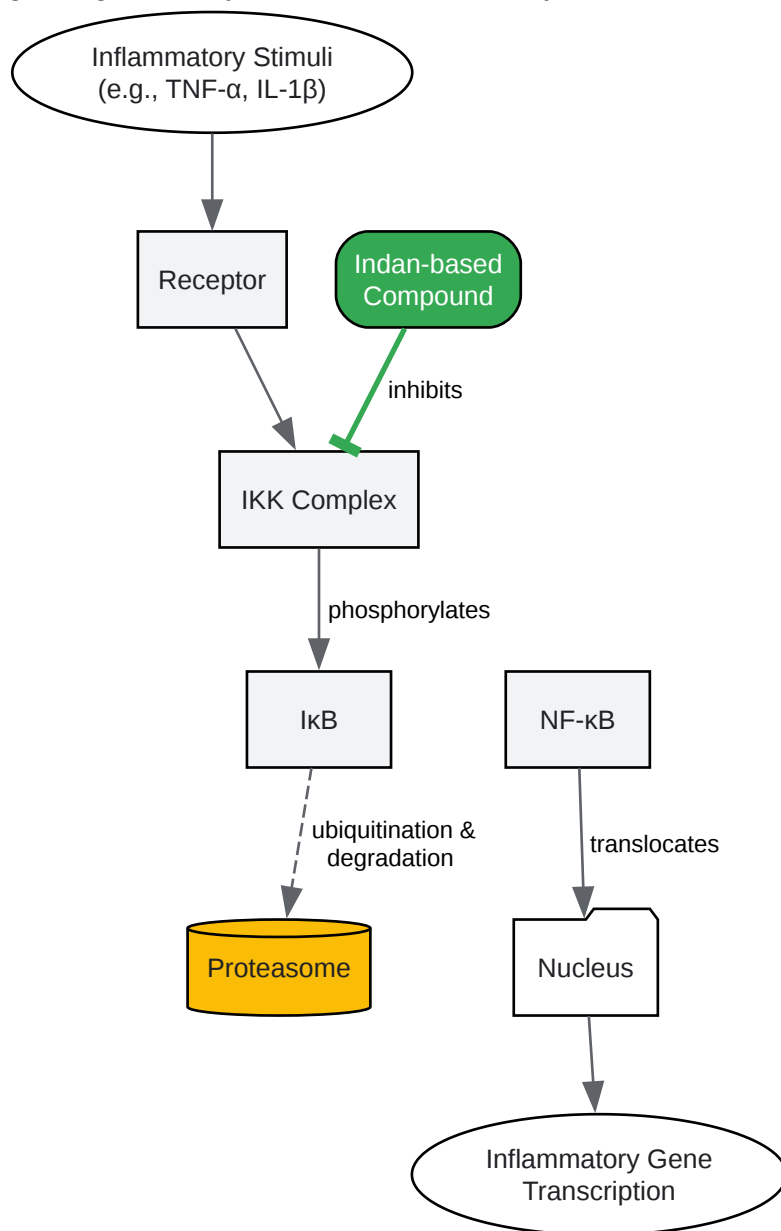 Inflammatory Stimuli
(e.g., TNF-α, IL-1β)
Receptor
Indan-based
Compound
inhibits
IKK Complex
phosphorylates
IκB
NF-κB
ubiquitination &
degradation
translocates
Proteasome
Nucleus
Inflammatory Gene
Transcription